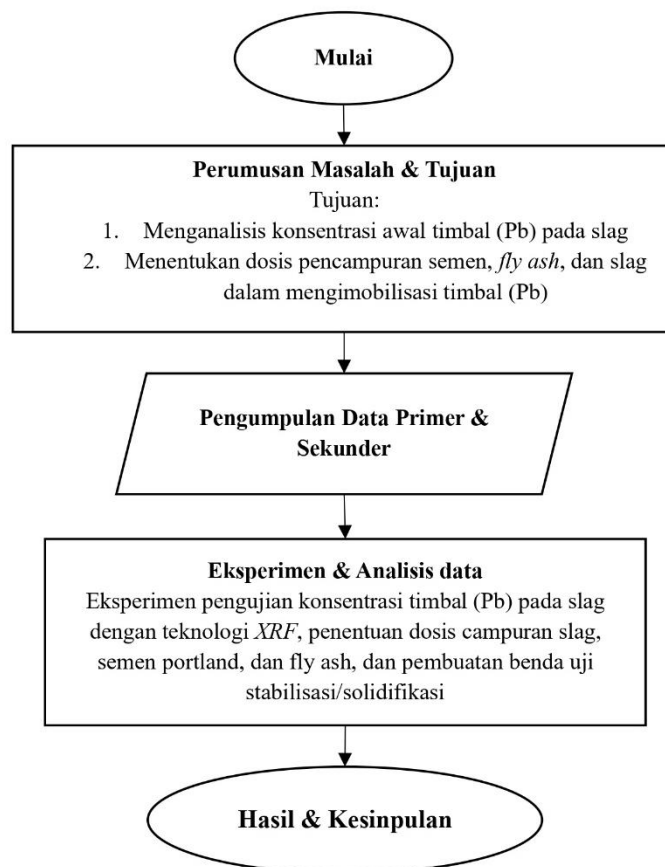 Mulai
Perumusan Masalah & Tujuan
Tujuan:
1. Menganalisis konsentrasi awal timbal (Pb) pada slag
2. Menentukan dosis pencampuran semen, fly ash, dan slag
dalam mengimobilisasi timbal (Pb)
Pengumpulan Data Primer &
Sekunder
Eksperimen & Analisis data
Eksperimen pengujian konsentrasi timbal (Pb) pada slag
dengan teknologi XRF, penentuan dosis campuran slag,
semen portland, dan fly ash, dan pembuatan benda uji
stabilisasi/solidifikasi
Hasil & Kesinpulan